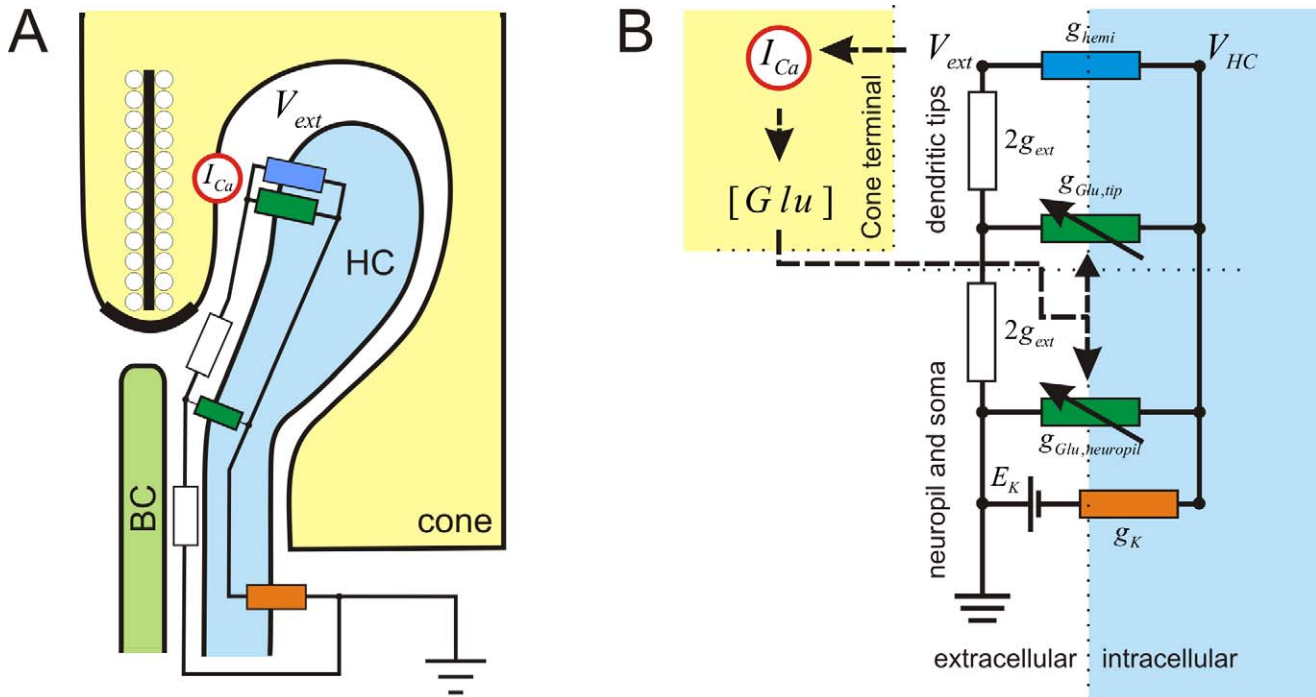 A
V_ext
I_Ca
HC
BC
cone
B
I_Ca
[Glu]
Cone terminal
dendritic tips
V_ext
g_hemi
V_HC
2g_ext
g_Glu,tip
2g_ext
neuropil and soma
g_Glu,neuropil
E_K
g_K
extracellular
intracellular